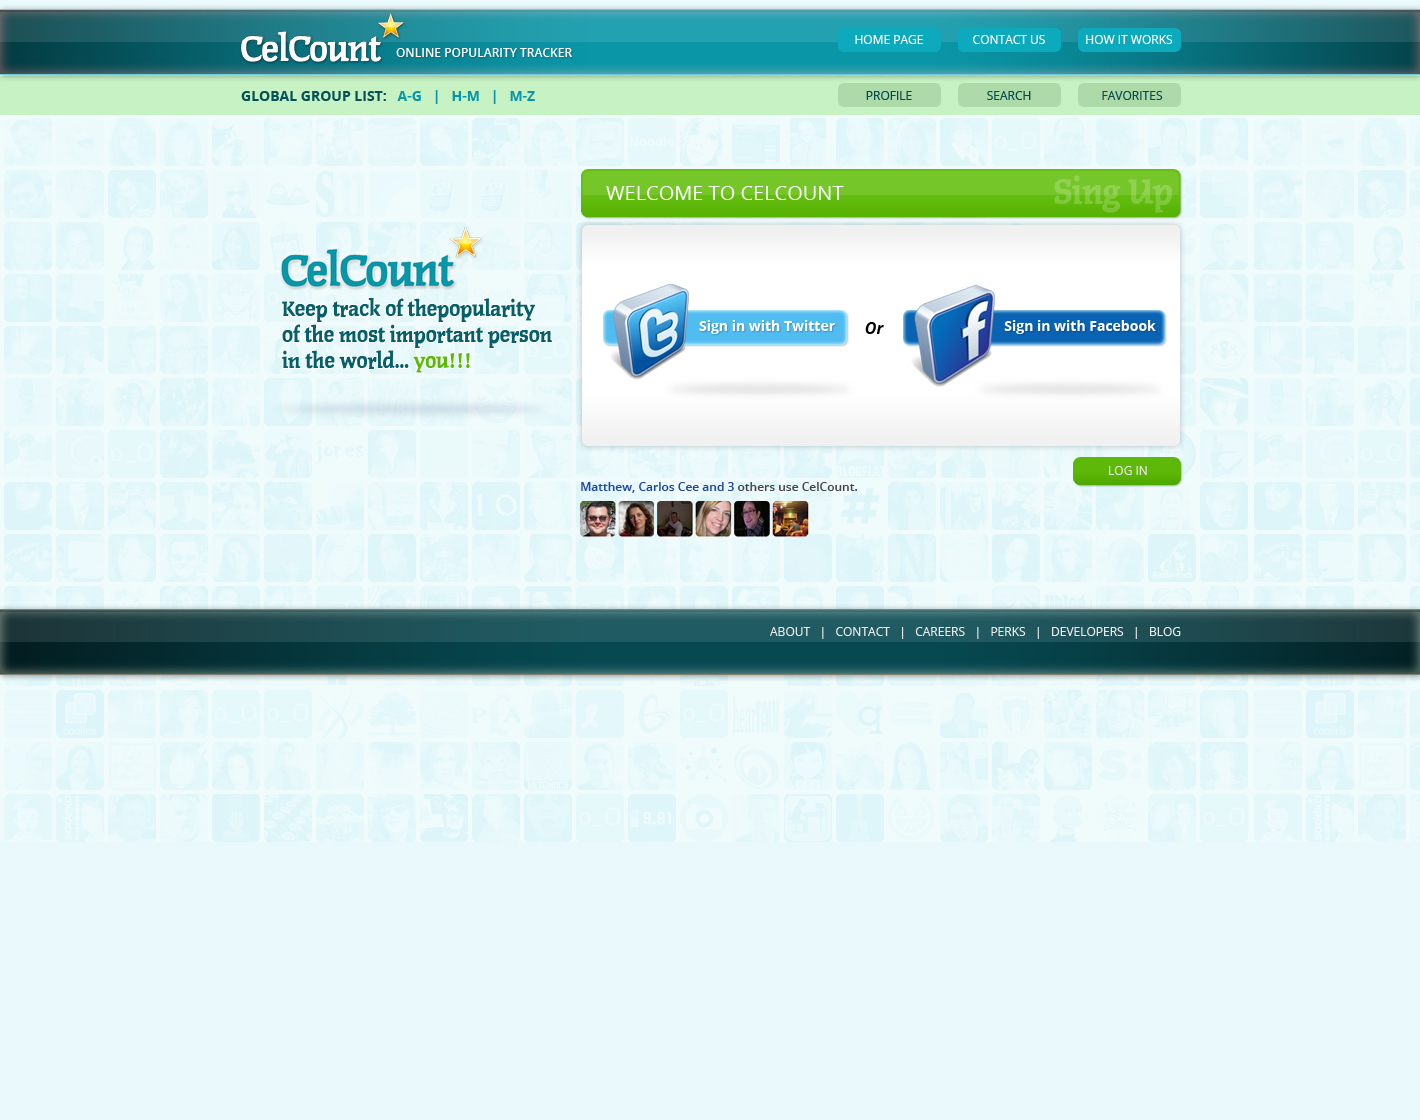 CelCount
ONLINE POPULARITY TRACKER
HOME PAGE
CONTACT US
HOW IT WORKS
GLOBAL GROUP LIST: A-G | H-M | M-Z
PROFILE
SEARCH
FAVORITES
WELCOME TO CELCOUNT
Sing Up
CelCount
Keep track of thepopularity
of the most important person
in the world... you!!!
Sign in with Twitter
Or
Sign in with Facebook
LOG IN
Matthew, Carlos Cee and 3 others use CelCount.
ABOUT | CONTACT | CAREERS | PERKS | DEVELOPERS | BLOG
9.81